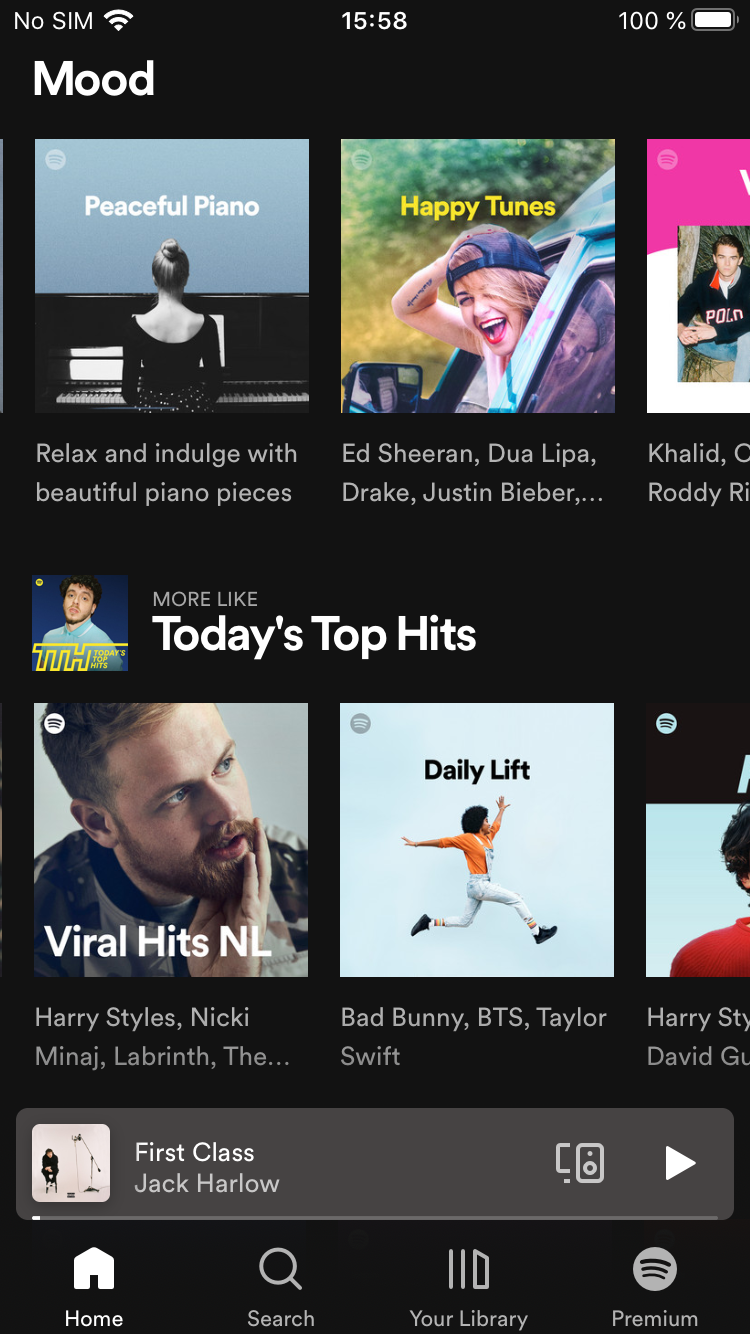 No SIM 15:58 100 %
Mood
Peaceful Piano
Happy Tunes
POLO
Relax and indulge with
beautiful piano pieces
Ed Sheeran, Dua Lipa,
Drake, Justin Bieber,...
Khalid,
Roddy
MORE LIKE
Today's Top Hits
TTH TODAY'S
TOP
HITS
Viral Hits NL
Daily Lift
Harry Styles, Nicki
Minaj, Labrinth, The...
Bad Bunny, BTS, Taylor
Swift
Harry
David
First Class
Jack Harlow
Home Search Your Library Premium